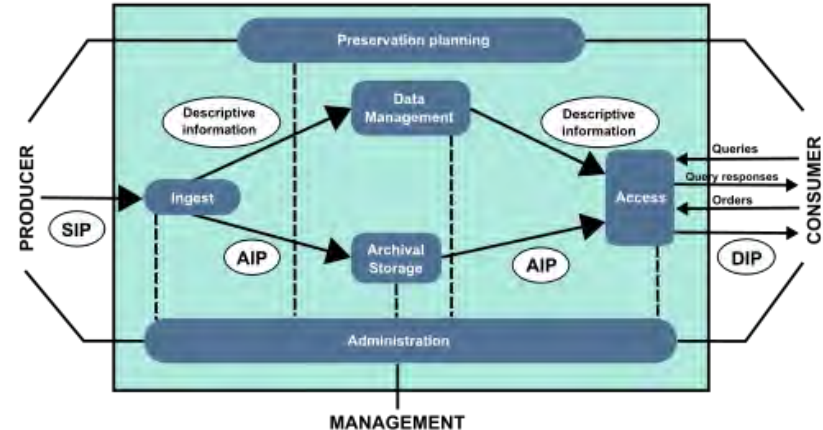 Preservation planning
Descriptive
information
Data
Management
Descriptive
information
Queries
Query responses
Orders
PRODUCER
SIP
Ingest
Access
CONSUMER
AIP
Archival
Storage
AIP
DIP
Administration
MANAGEMENT